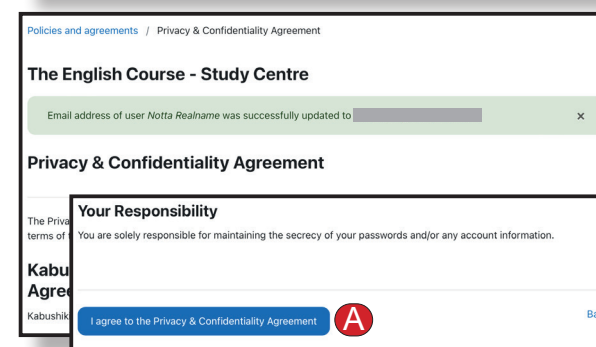 Policies and agreements / Privacy & Confidentiality Agreement
The English Course - Study Centre
Email address of user Notta Realname was successfully updated to
×
Privacy & Confidentiality Agreement
The Priva
terms of
Your Responsibility
You are solely responsible for maintaining the secrecy of your passwords and/or any account information.
Kabu
Agree
Kabushik
I agree to the Privacy & Confidentiality Agreement
A
Ba